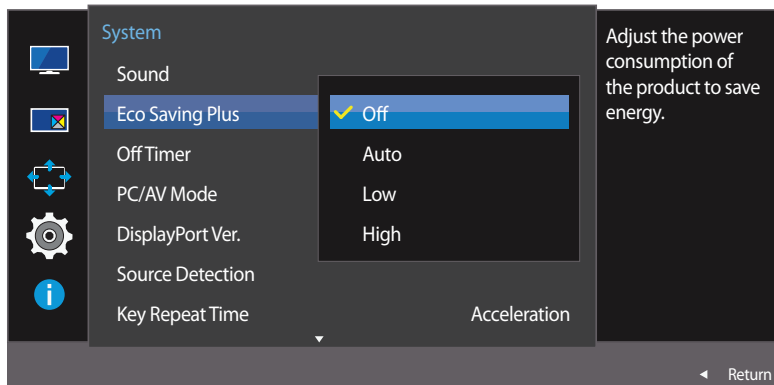 System
Sound
Eco Saving Plus
Off
Off Timer
Auto
PC/AV Mode
Low
DisplayPort Ver.
High
Source Detection
Key Repeat Time
Acceleration
Adjust the power
consumption of
the product to save
energy.
Return